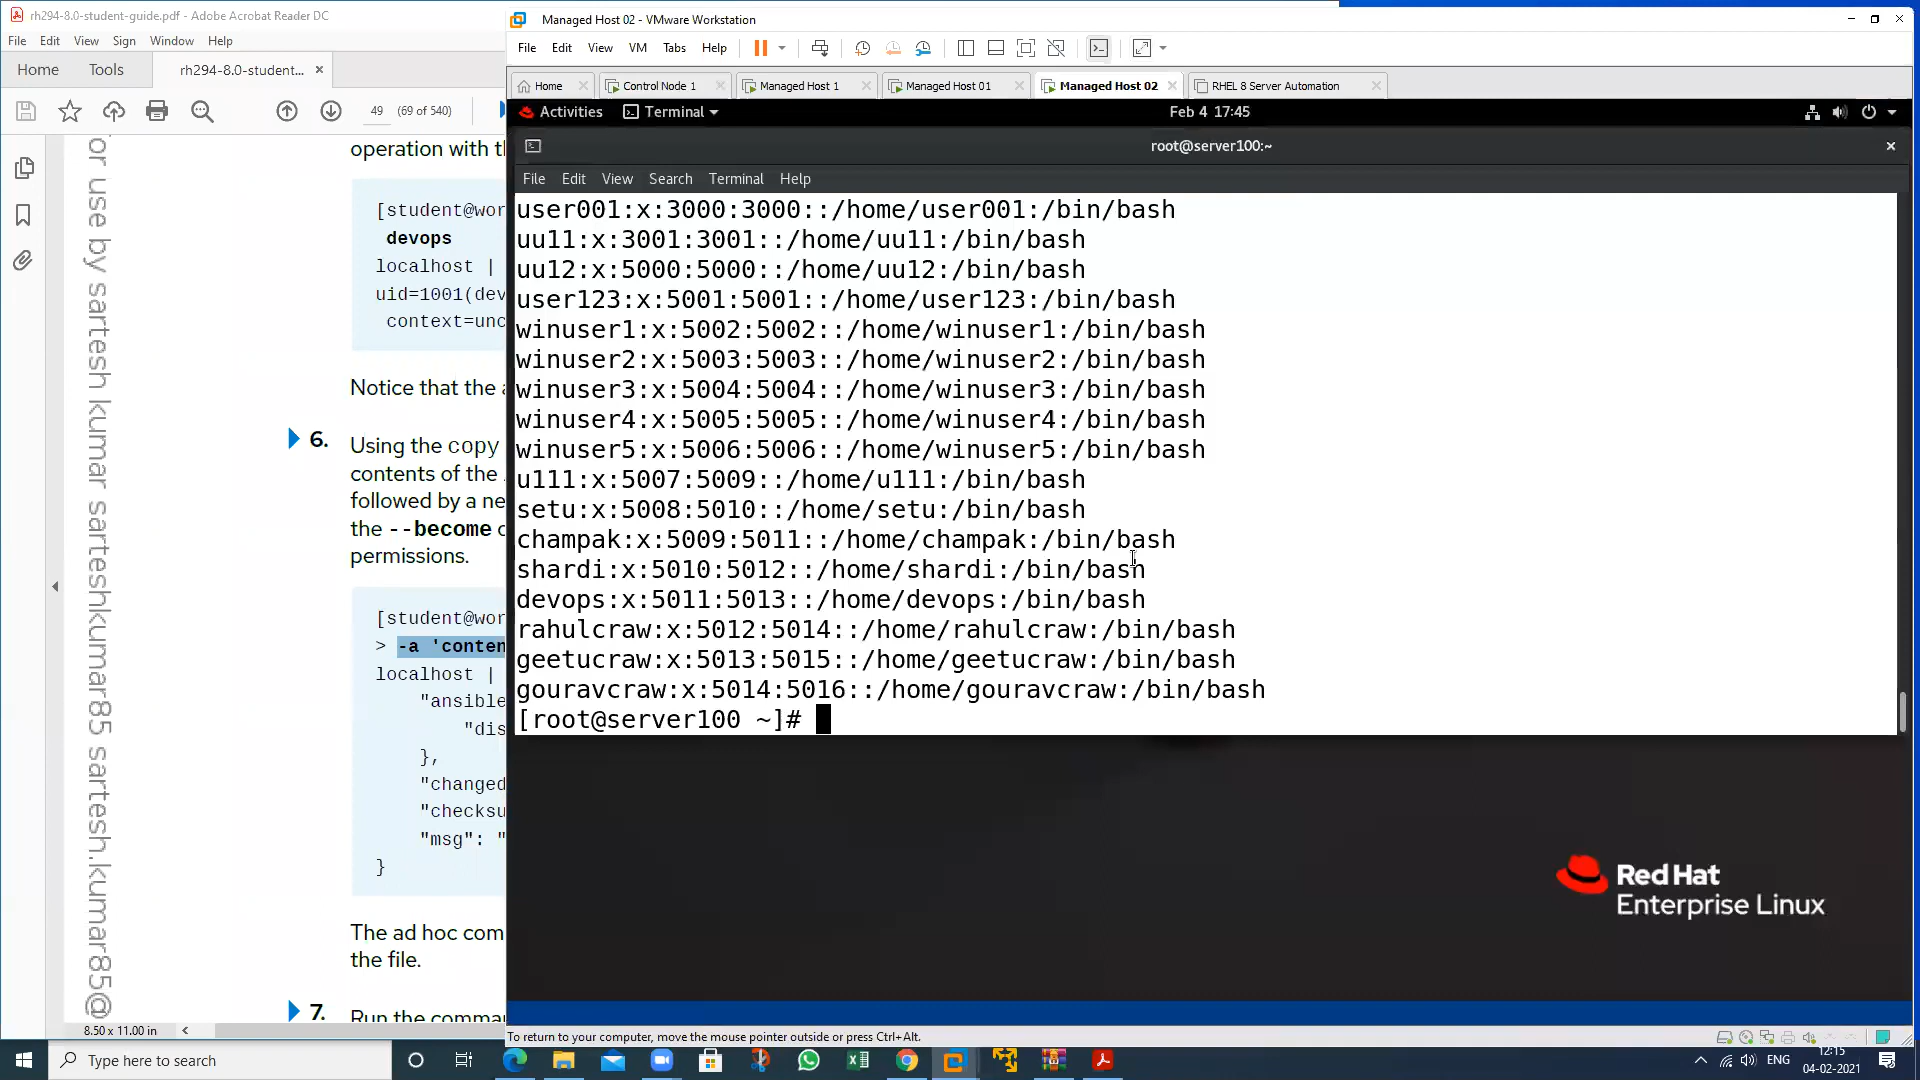 rh294-8.0-student-guide.pdf - Adobe Acrobat Reader DC
File Edit View Sign Window Help
Home Tools rh294-8.0-student... ×
49 (69 of 540)
or use by sartesh kumar sarteshkumar85 sartesh.kumar85@
operation with th
[student@wor
devops
localhost |
uid=1001(dev
context=unc
Notice that the a
6. Using the copy
contents of the
followed by a ne
the --become
permissions.
[student@wor
> -a 'conten
localhost |
"ansible
"dis
},
"changed
"checksu
"msg": "
}
The ad hoc com
the file.
7. Run the comma
8.50 x 11.00 in
Managed Host 02 - VMware Workstation
File Edit View VM Tabs Help
Home Control Node 1 Managed Host 1 Managed Host 01 Managed Host 02 RHEL 8 Server Automation
Activities Terminal Feb 4 17:45
root@server100:~
File Edit View Search Terminal Help
user001:x:3000:3000::/home/user001:/bin/bash
uu11:x:3001:3001::/home/uu11:/bin/bash
uu12:x:5000:5000::/home/uu12:/bin/bash
user123:x:5001:5001::/home/user123:/bin/bash
winuser1:x:5002:5002::/home/winuser1:/bin/bash
winuser2:x:5003:5003::/home/winuser2:/bin/bash
winuser3:x:5004:5004::/home/winuser3:/bin/bash
winuser4:x:5005:5005::/home/winuser4:/bin/bash
winuser5:x:5006:5006::/home/winuser5:/bin/bash
u111:x:5007:5009::/home/u111:/bin/bash
setu:x:5008:5010::/home/setu:/bin/bash
champak:x:5009:5011::/home/champak:/bin/bash
shardi:x:5010:5012::/home/shardi:/bin/bash
devops:x:5011:5013::/home/devops:/bin/bash
rahulcraw:x:5012:5014::/home/rahulcraw:/bin/bash
geetucraw:x:5013:5015::/home/geetucraw:/bin/bash
gouravcraw:x:5014:5016::/home/gouravcraw:/bin/bash
[root@server100 ~]#
Red Hat
Enterprise Linux
To return to your computer, move the mouse pointer outside or press Ctrl+Alt.
Type here to search
ENG
12:15
04-02-2021